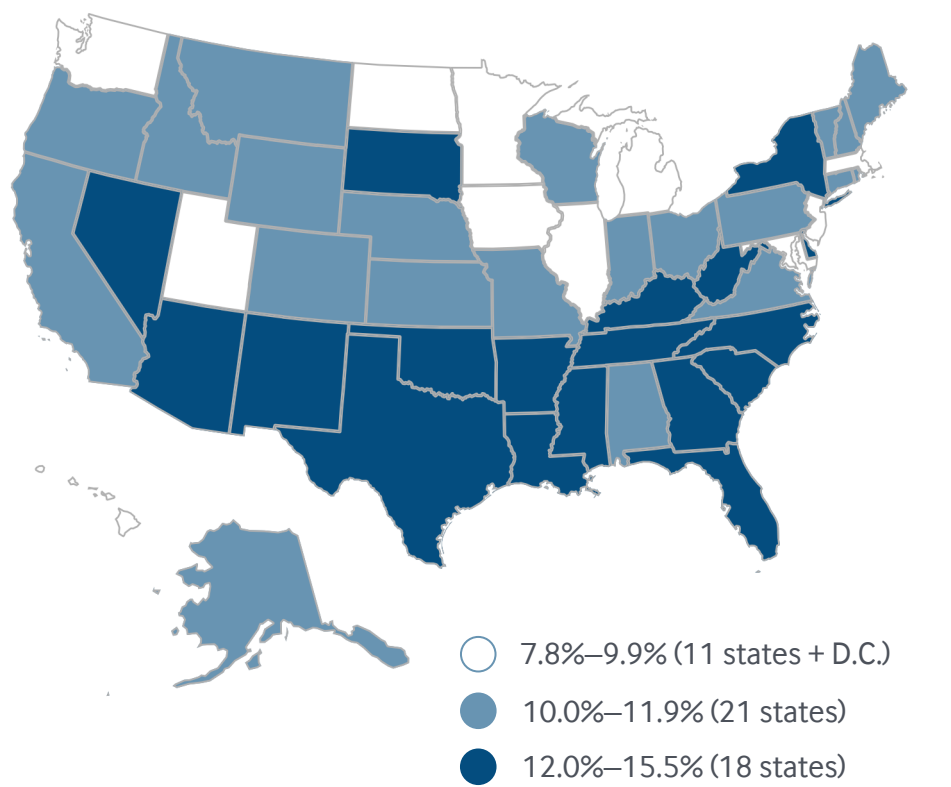 7.8%–9.9% (11 states + D.C.)
10.0%–11.9% (21 states)
12.0%–15.5% (18 states)